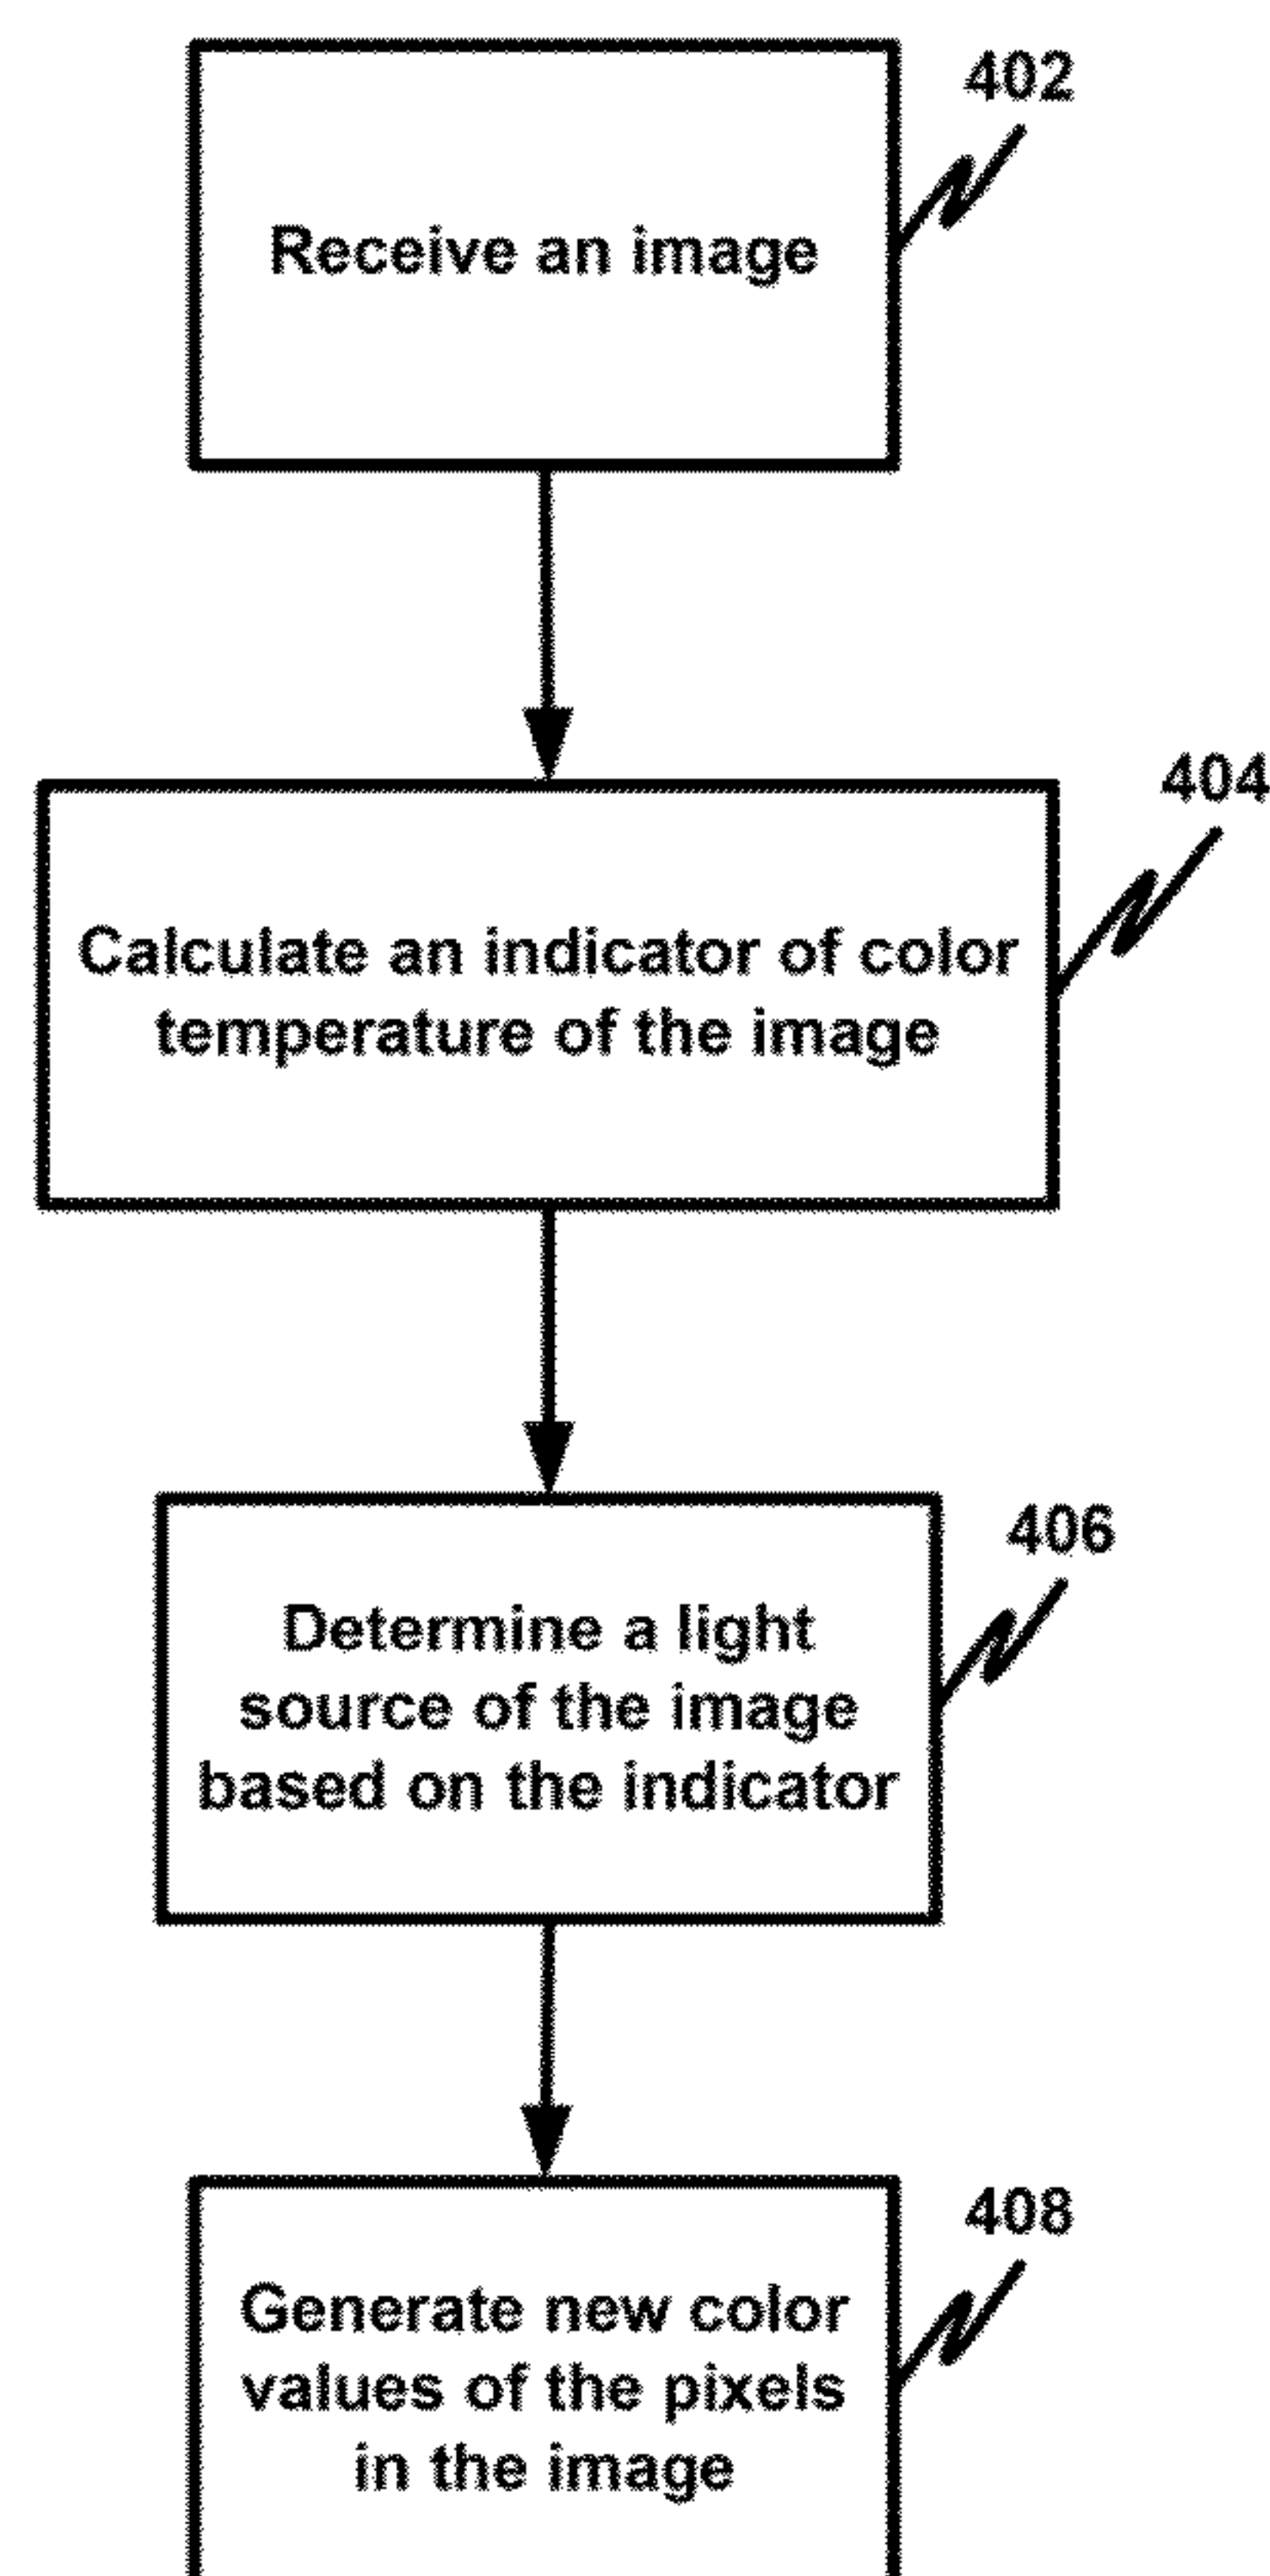 402
Receive an image
404
Calculate an indicator of color
temperature of the image
406
Determine a light
source of the image
based on the indicator
408
Generate new color
values of the pixels
in the image